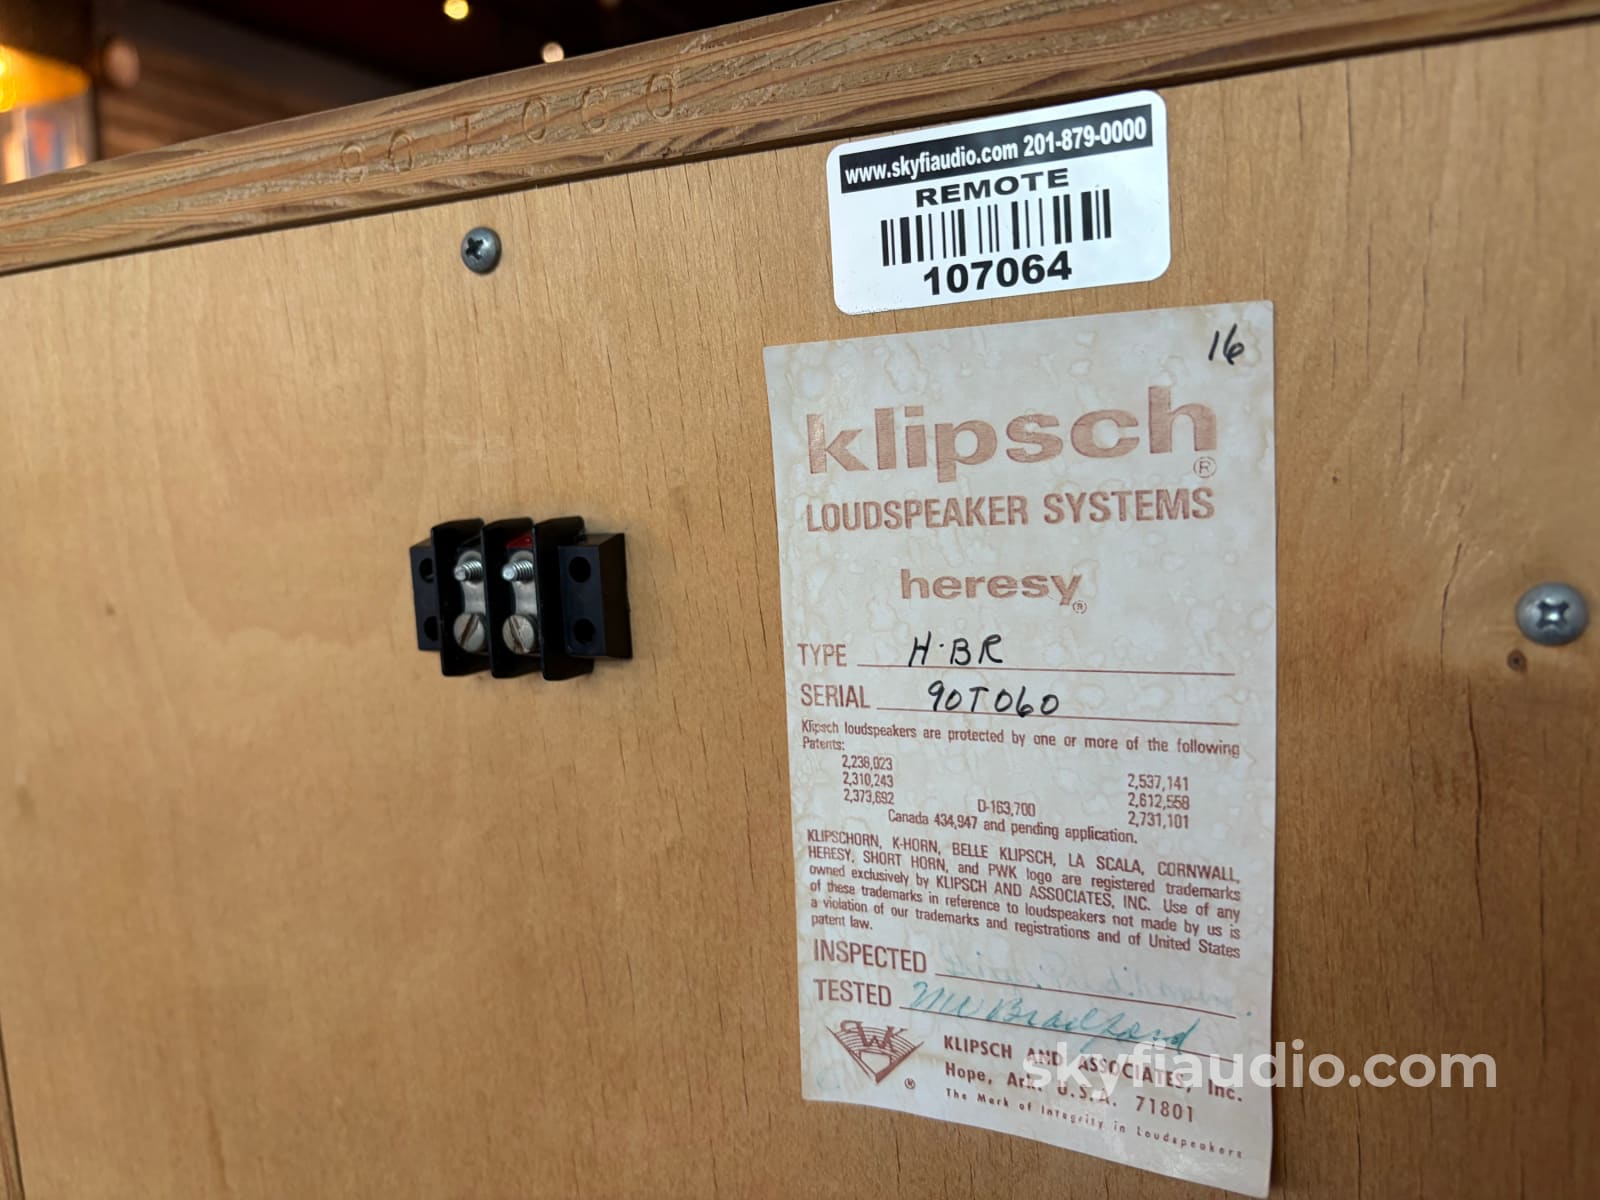 90T060
www.skyfiaudio.com 201-879-0000
REMOTE
107064
16
klipsch®
LOUDSPEAKER SYSTEMS
heresy®
TYPE H-BR
SERIAL 90T060
Klipsch loudspeakers are protected by one or more of the following
Patents:
2,238,023
2,310,243 2,537,141
2,373,692 D-163,700 2,612,558
2,731,101
Canada 434,947 and pending application.
KLIPSCHORN, K-HORN, BELLE KLIPSCH, LA SCALA, CORNWALL,
HERESY, SHORT HORN, and PWK logo are registered trademarks
owned exclusively by KLIPSCH AND ASSOCIATES, INC. Use of any
of these trademarks in reference to loudspeakers not made by us is
a violation of our trademarks and registrations and of United States
patent law.
INSPECTED
TESTED Bradford
PWK ®
KLIPSCH AND ASSOCIATES, Inc.
Hope, Ark. U.S.A. 71801
The Mark of Integrity in Loudspeakers
skyfiaudio.com